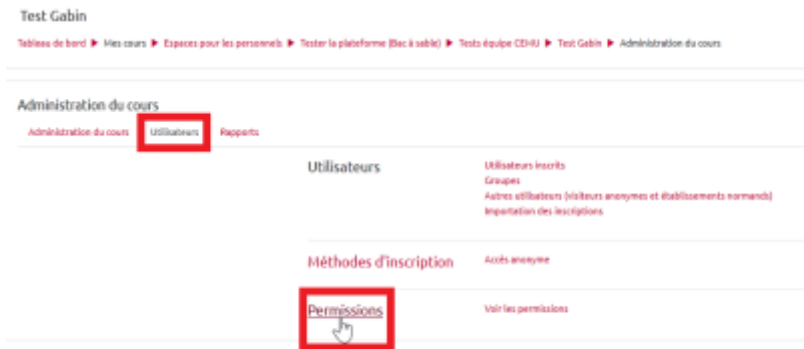 Test Gabin
Tableau de bord ▶ Mes cours ▶ Espaces pour les personnels ▶ Tester la plateforme (Bac à sable) ▶ Tests équipe CEMU ▶ Test Gabin ▶ Administration du cours
Administration du cours
Administration du cours Utilisateurs Rapports
Utilisateurs Utilisateurs inscrits
Groupes
Autres utilisateurs (visiteurs anonymes et établissements normands)
Importation des inscriptions
Méthodes d'inscription Accès anonyme
Permissions Voir les permissions